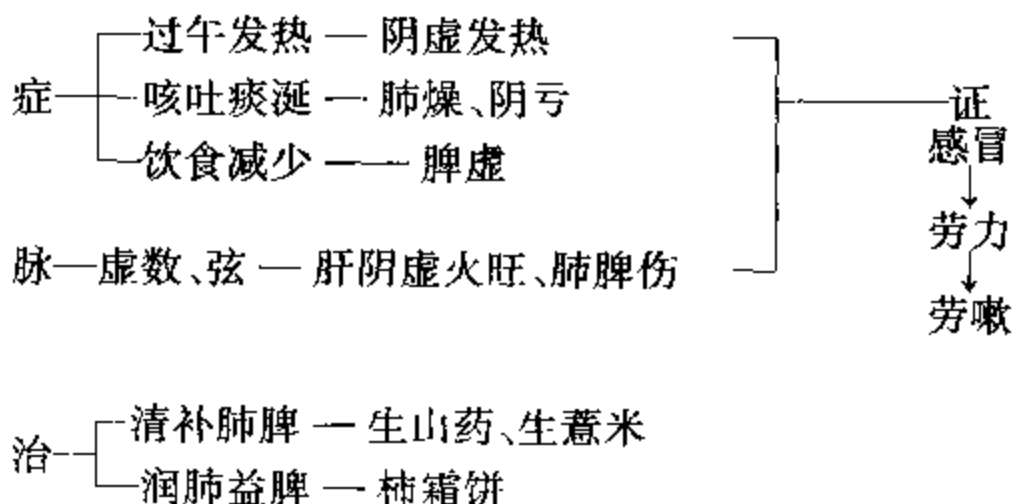 过午发热 — 阴虚发热
症 咳吐痰涎 — 肺燥、阴亏
饮食减少 — 脾虚
证
感冒
劳力
劳嗽
脉 — 虚数、弦 — 肝阴虚火旺、肺脾伤
治
清补肺脾 — 生山药、生薏米
润肺益脾 — 柿霜饼